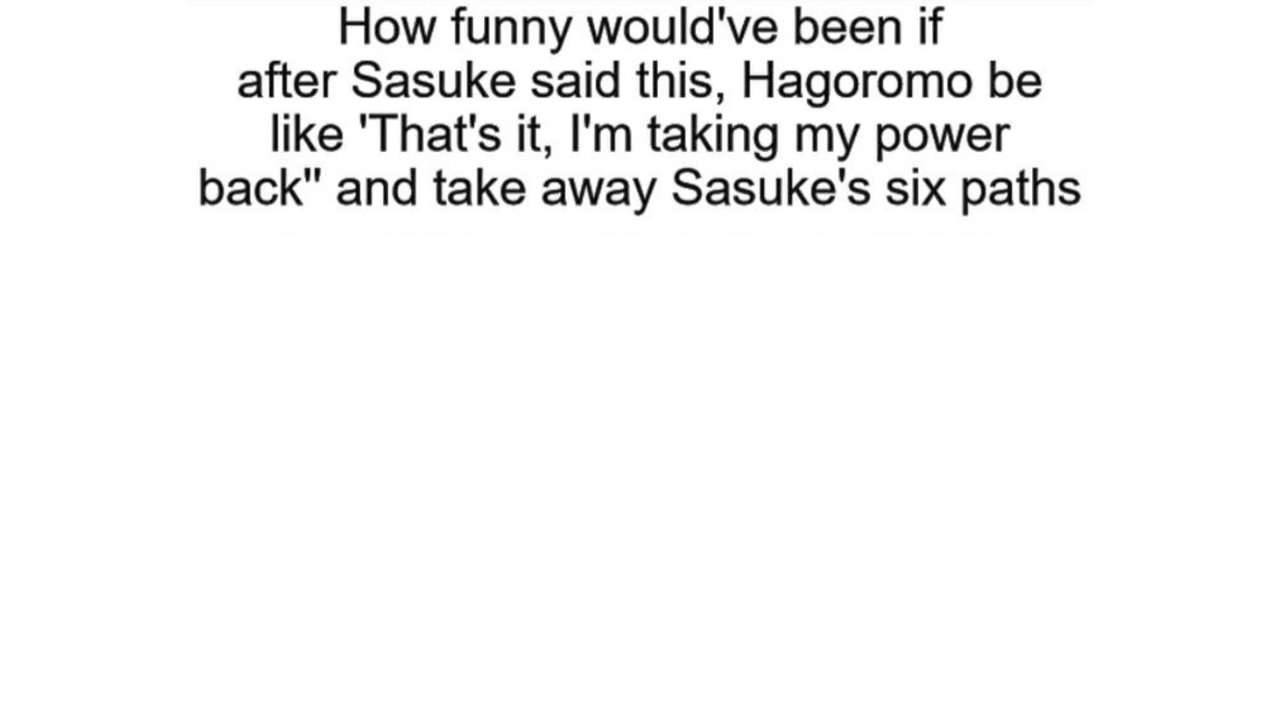 How funny would've been if
after Sasuke said this, Hagoromo be
like 'That's it, I'm taking my power
back" and take away Sasuke's six paths